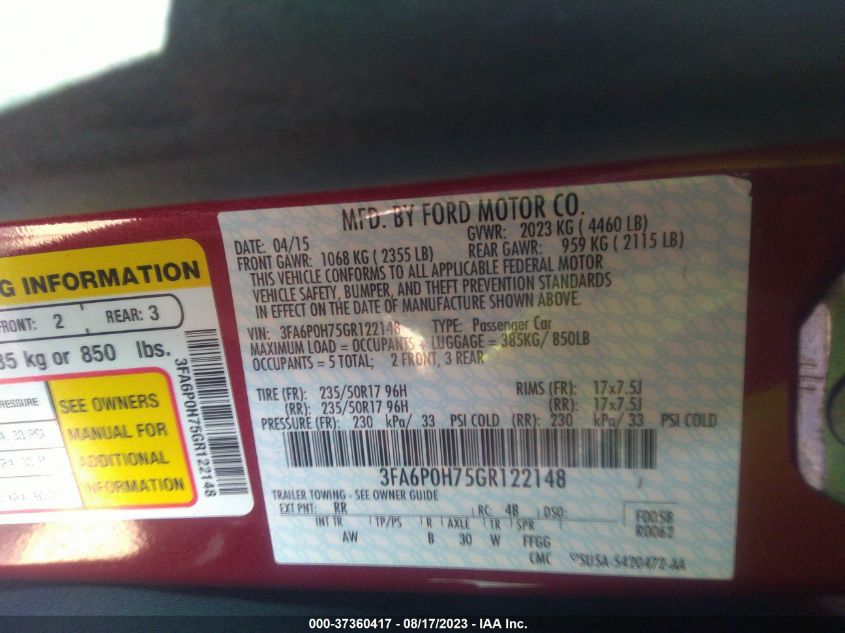 MFD. BY FORD MOTOR CO.
DATE: 04/15
GVWR: 2023 KG ( 4460 LB)
FRONT GAWR: 1068 KG ( 2355 LB)
REAR GAWR: 959 KG ( 2115 LB)
THIS VEHICLE CONFORMS TO ALL APPLICABLE FEDERAL MOTOR
VEHICLE SAFETY, BUMPER, AND THEFT PREVENTION STANDARDS
IN EFFECT ON THE DATE OF MANUFACTURE SHOWN ABOVE.
VIN: 3FA6P0H75GR122148 TYPE: Passenger Car
MAXIMUM LOAD = OCCUPANTS + LUGGAGE = 385KG/ 850LB
OCCUPANTS = 5 TOTAL; 2 FRONT, 3 REAR
TIRE (FR): 235/50R17 96H RIMS (FR): 17x7.5J
(RR): 235/50R17 96H (RR): 17x7.5J
PRESSURE (FR): 230 kPa/ 33 PSI COLD (RR): 230 kPa/ 33 PSI COLD
3FA6P0H75GR122148
TRAILER TOWING - SEE OWNER GUIDE
EXT PNT: RR RC: 48 DSO:
F0058
R0062
INT TR TP/PS R AXLE TR SPR
AW B 30 W FFGG
CMC
G INFORMATION
FRONT: 2 REAR: 3
85 kg or 850 lbs.
PRESSURE
33 PSI
SEE OWNERS
MANUAL FOR
ADDITIONAL
INFORMATION
3FA6P0H75GR122148
000-37360417 - 08/17/2023 - IAA Inc.